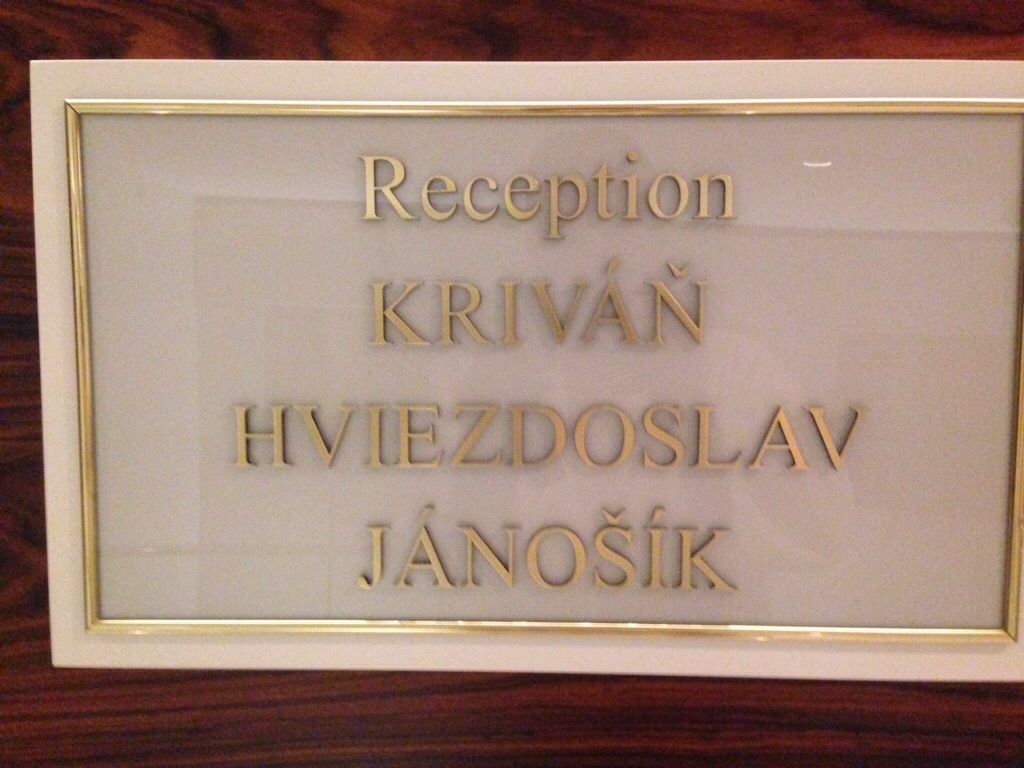 Reception
KRIVÁŇ
HVIEZDOSLAV
JÁNOŠÍK